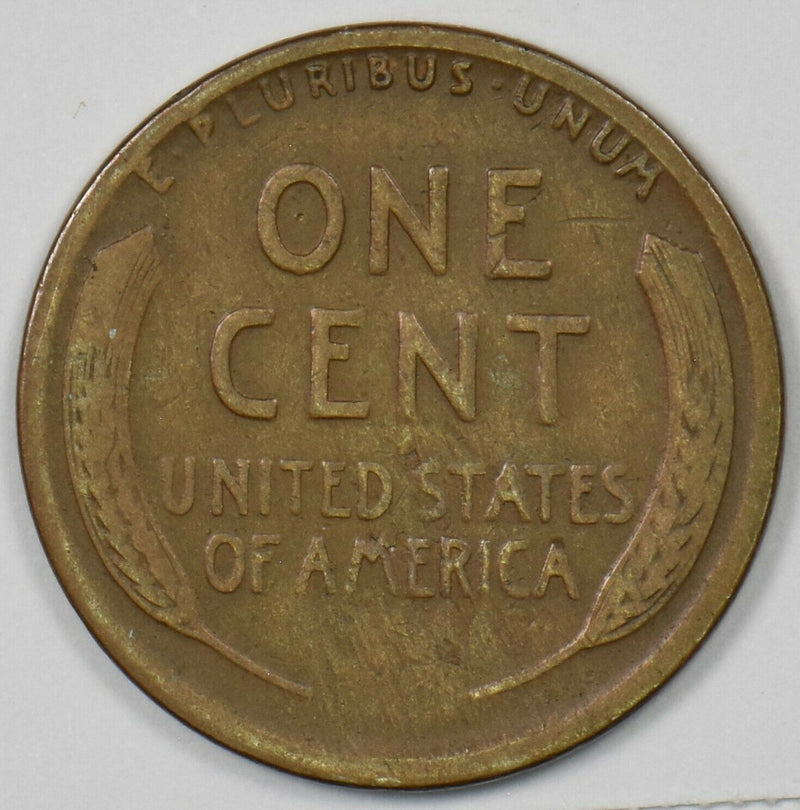 E·PLURIBUS·UNUM
ONE
CENT
UNITED STATES
OF AMERICA